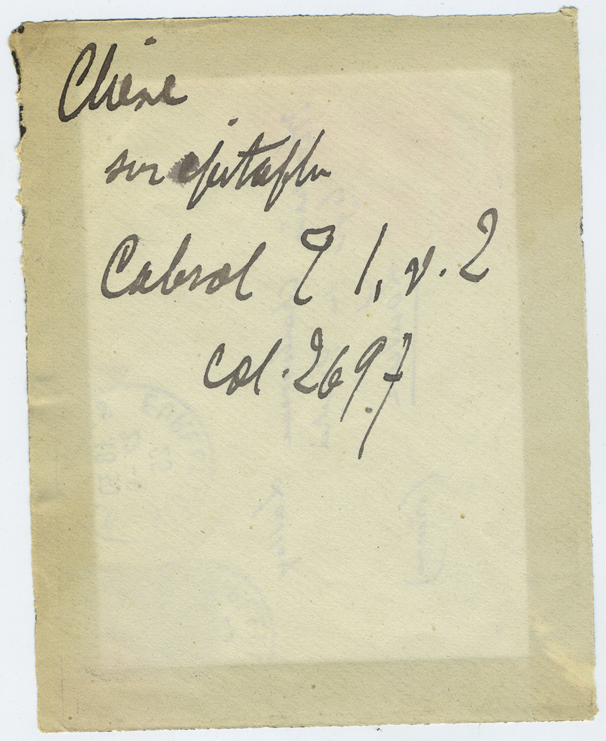 Chêne
sur épitaphe
Cabrol T 1, v. 2
col. 2697